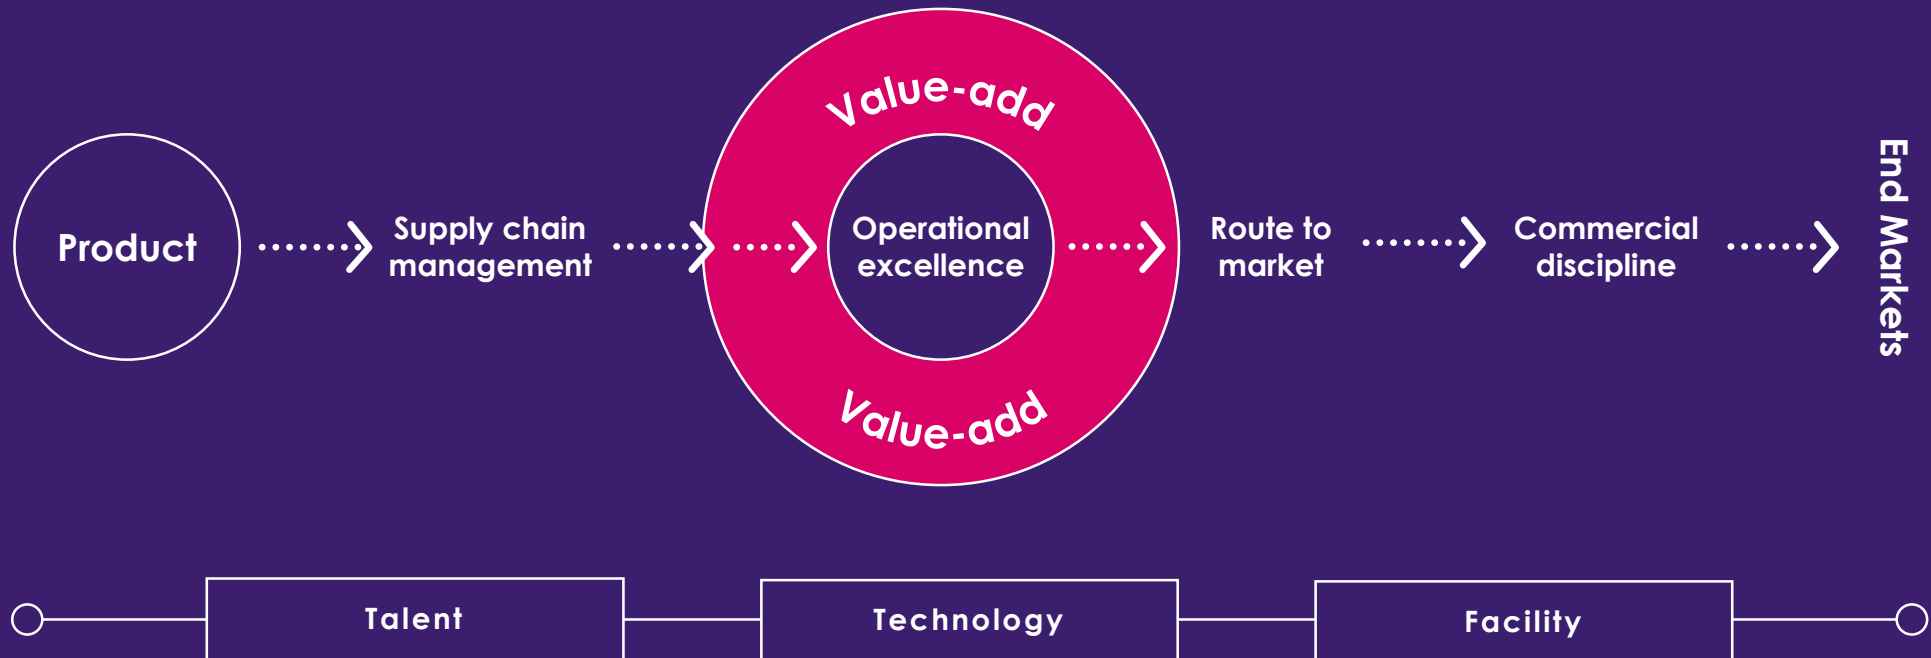 Value-add
Product
Supply chain
management
Operational
excellence
Route to
market
Commercial
discipline
End Markets
Value-add
Talent
Technology
Facility